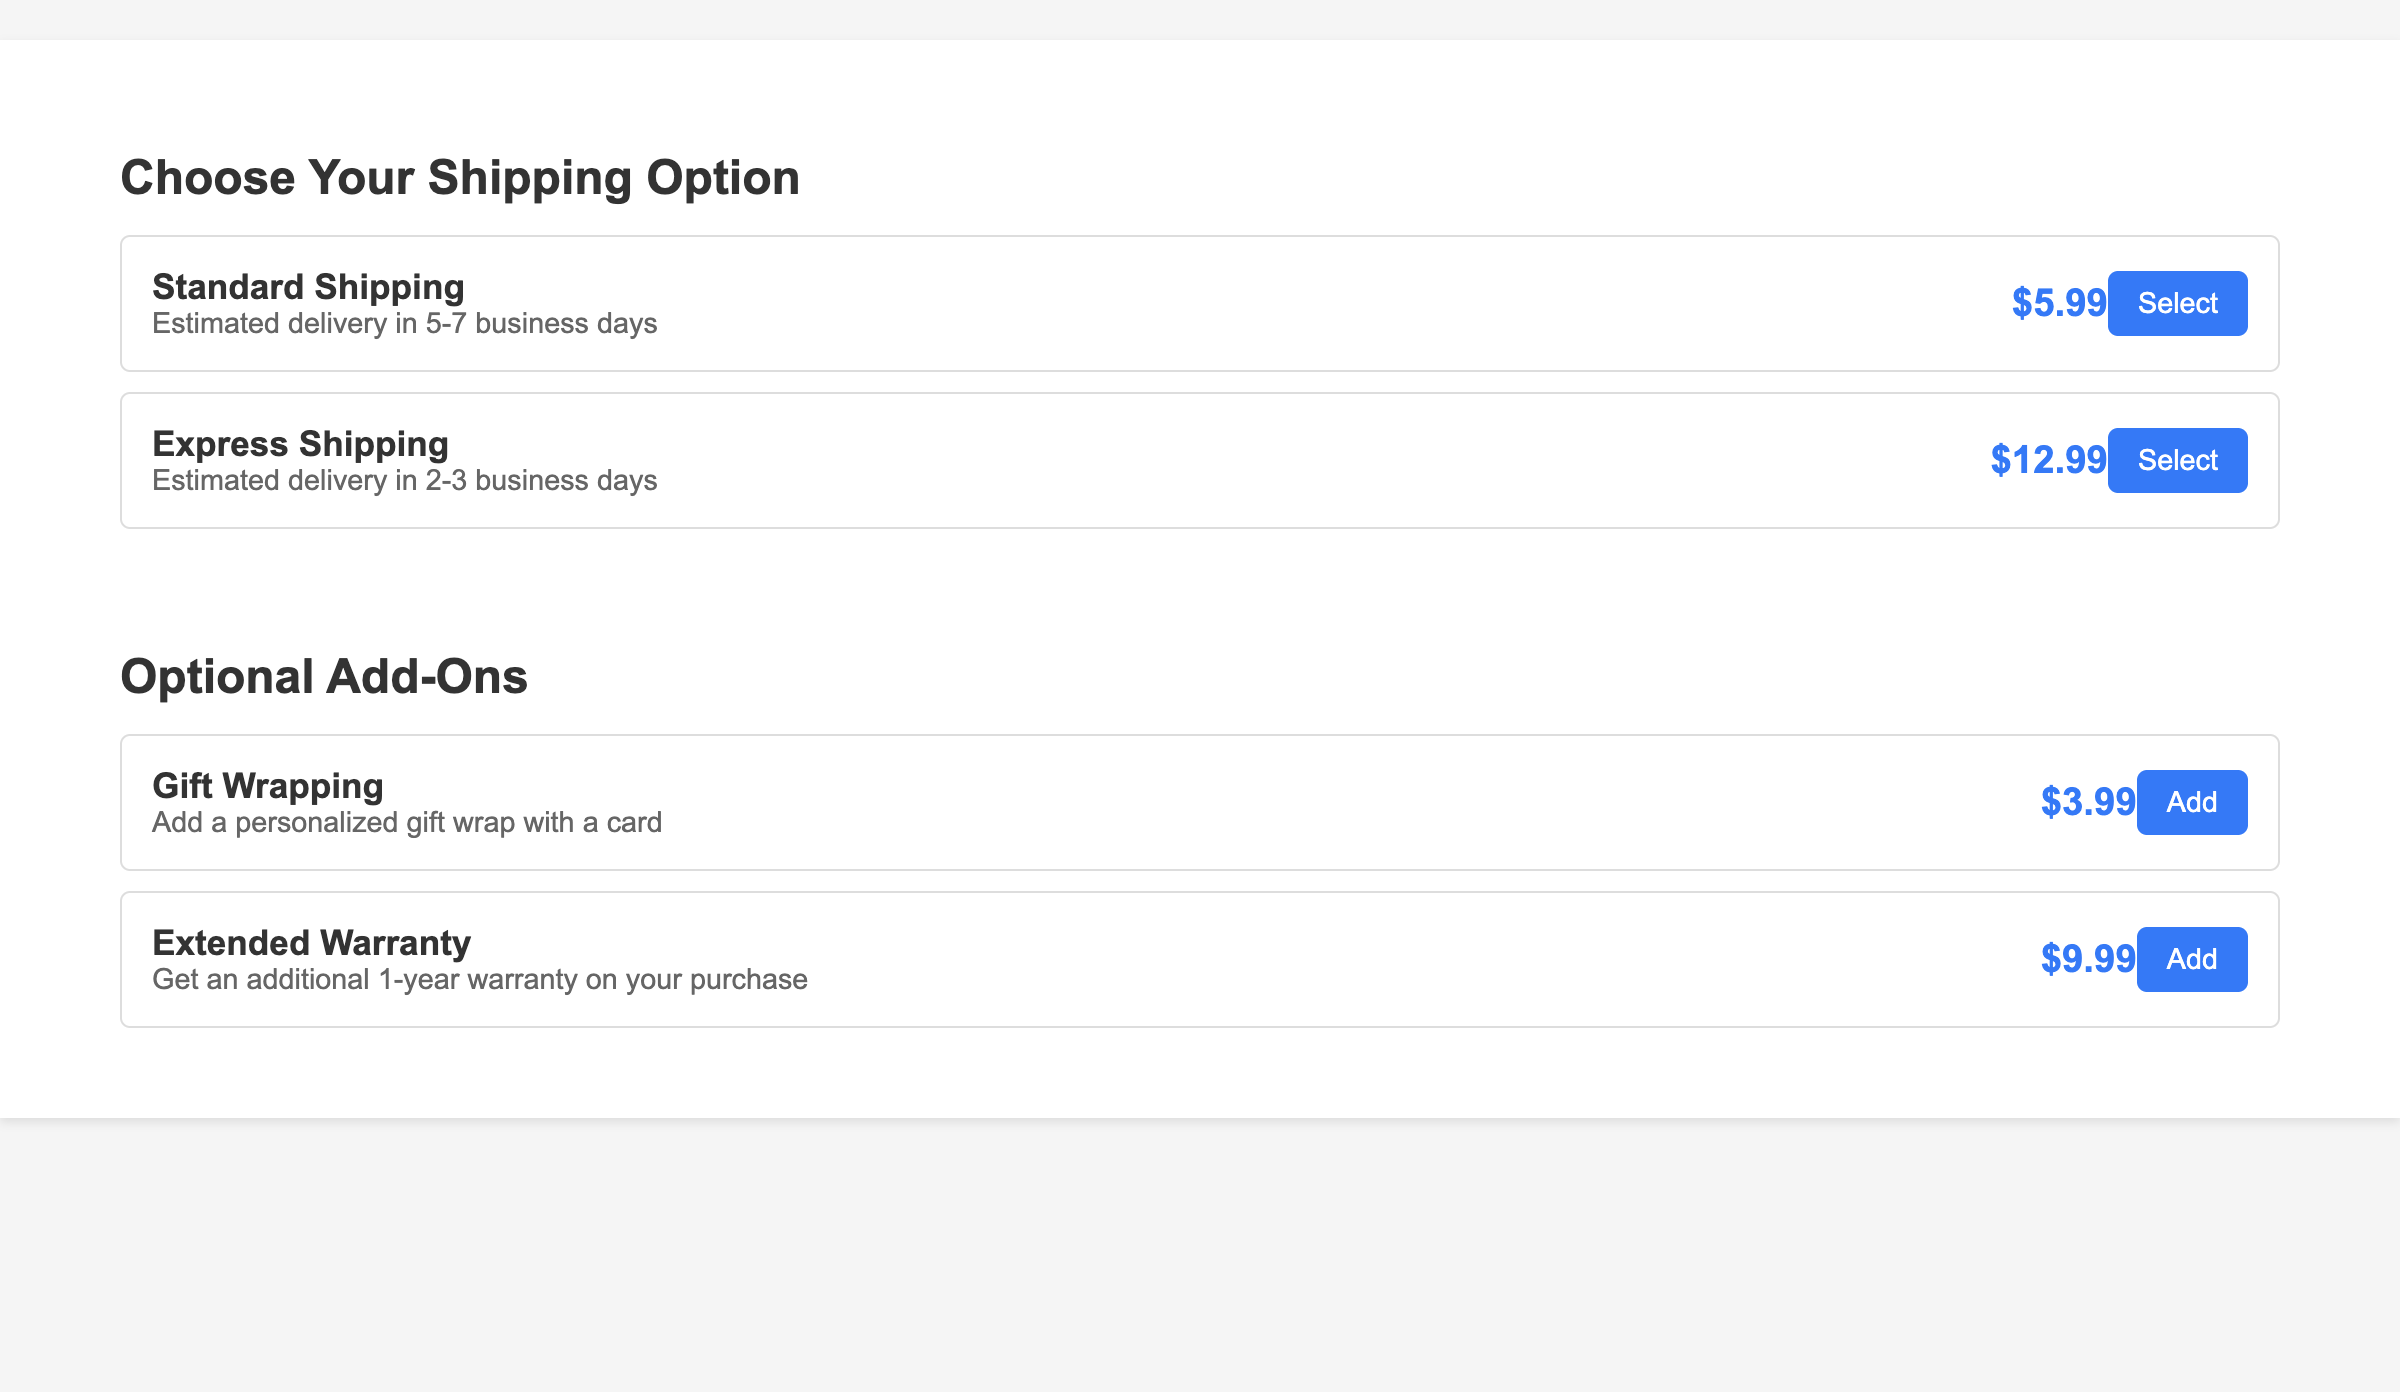 Choose Your Shipping Option
Standard Shipping
Estimated delivery in 5-7 business days
$5.99 Select
Express Shipping
Estimated delivery in 2-3 business days
$12.99 Select
Optional Add-Ons
Gift Wrapping
Add a personalized gift wrap with a card
$3.99 Add
Extended Warranty
Get an additional 1-year warranty on your purchase
$9.99 Add